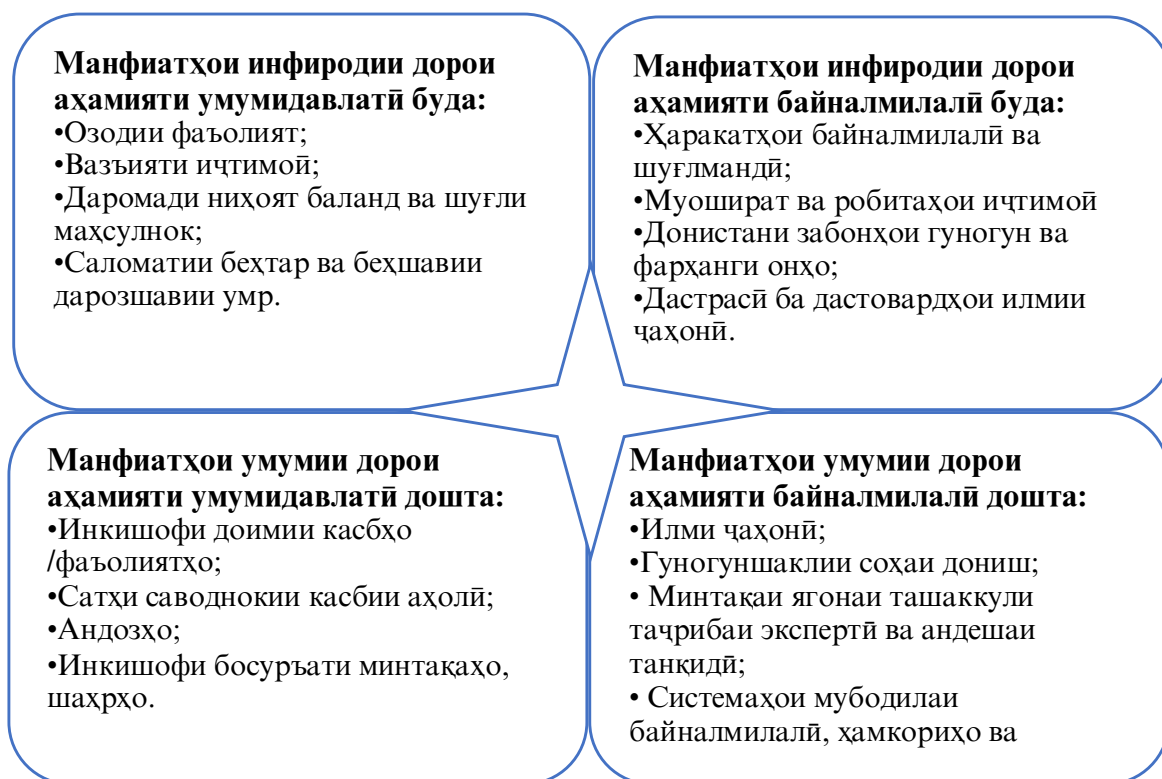 Манфиатҳои инфиродии дорои
аҳамияти умумидавлатӣ буда:
•Озодии фаъолият;
•Вазъияти иҷтимоӣ;
•Даромади ниҳоят баланд ва шуғли
маҳсулнок;
•Саломатии беҳтар ва беҳшавии
дарозшавии умр.
Манфиатҳои инфиродии дорои
аҳамияти байналмилалӣ буда:
•Ҳаракатҳои байналмилалӣ ва
шуғлмандӣ;
•Муошират ва робитаҳои иҷтимоӣ
•Донистани забонҳои гуногун ва
фарҳанги онҳо;
•Дастрасӣ ба дастовардҳои илмии
ҷаҳонӣ.
Манфиатҳои умумии дорои
аҳамияти умумидавлатӣ дошта:
•Инкишофи доимии касбҳо
/фаъолиятҳо;
•Сатҳи саводнокии касбии аҳолӣ;
•Андозҳо;
•Инкишофи босуръати минтақаҳо,
шаҳрҳо.
Манфиатҳои умумии дорои
аҳамияти байналмилалӣ дошта:
•Илми ҷаҳонӣ;
•Гуногуншаклии соҳаи дониш;
• Минтақаи ягонаи ташаккули
таҷрибаи экспертӣ ва андешаи
танқидӣ;
• Системаҳои мубодилаи
байналмилалӣ, ҳамкориҳо ва